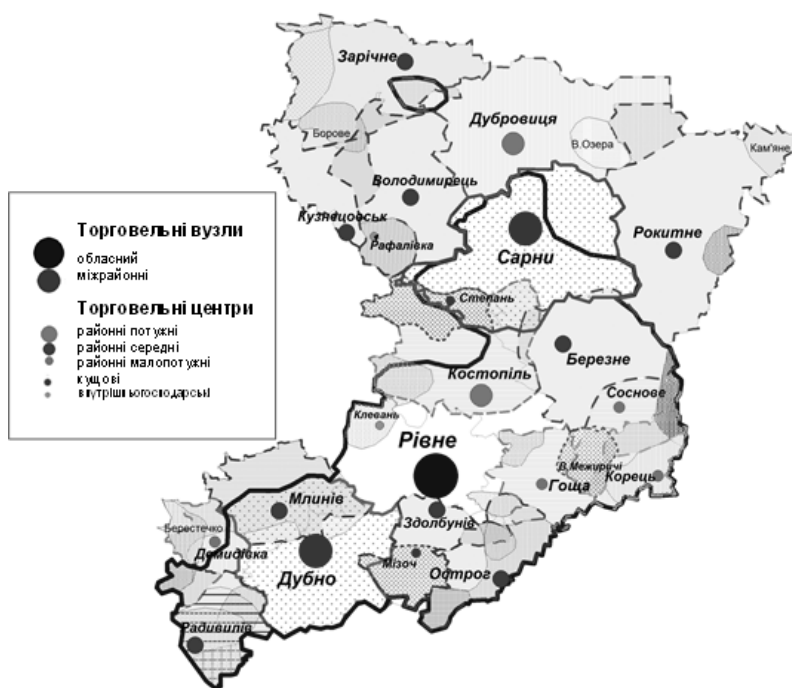 Зарічне
Борове
Дубровиця
В.Озера
Кам'яне
Володимирець
Кузнецовськ
Рафалівка
Сарни
Рокитне
Степань
Торговельні вузли
обласний
міжрайонні
Торговельні центри
районні потужні
районні середні
районні малопотужні
кущові
внутрішньогосподарські
Березне
Костопіль
Соснове
Клевань
Рівне
В.Межиричі
Гоща
Корець
Млинів
Здолбунів
Берестечко
Демидівка
Дубно
Мізоч
Острог
Радивилів